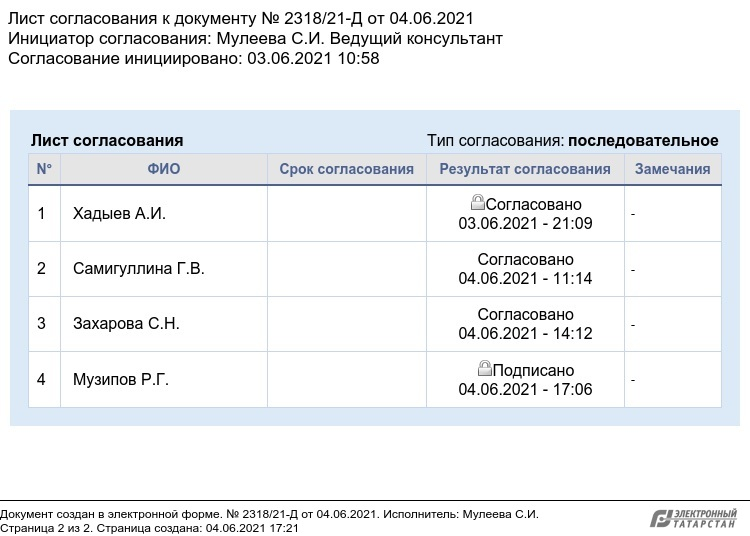 Лист согласования к документу № 2318/21-Д от 04.06.2021
Инициатор согласования: Мулеева С.И. Ведущий консультант
Согласование инициировано: 03.06.2021 10:58
Лист согласования Тип согласования: последовательное
N° ФИО Срок согласования Результат согласования Замечания
1 Хадыев А.И. Согласовано 03.06.2021 - 21:09 -
2 Самигуллина Г.В. Согласовано 04.06.2021 - 11:14 -
3 Захарова С.Н. Согласовано 04.06.2021 - 14:12 -
4 Музипов Р.Г. Подписано 04.06.2021 - 17:06 -
Документ создан в электронной форме. № 2318/21-Д от 04.06.2021. Исполнитель: Мулеева С.И.
Страница 2 из 2. Страница создана: 04.06.2021 17:21
ЭЛЕКТРОННЫЙ
ТАТАРСТАН